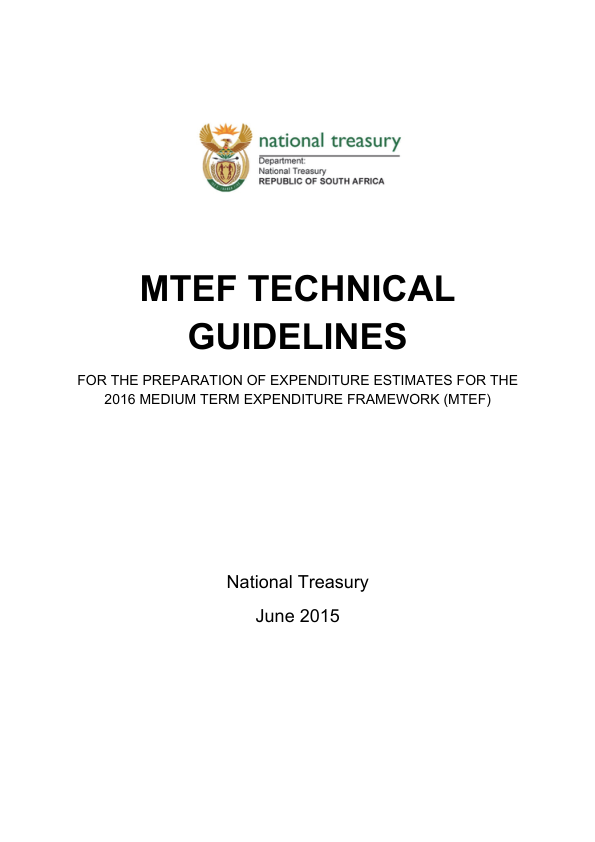 national treasury
Department:
National Treasury
REPUBLIC OF SOUTH AFRICA
MTEF TECHNICAL
GUIDELINES
FOR THE PREPARATION OF EXPENDITURE ESTIMATES FOR THE
2016 MEDIUM TERM EXPENDITURE FRAMEWORK (MTEF)
National Treasury
June 2015